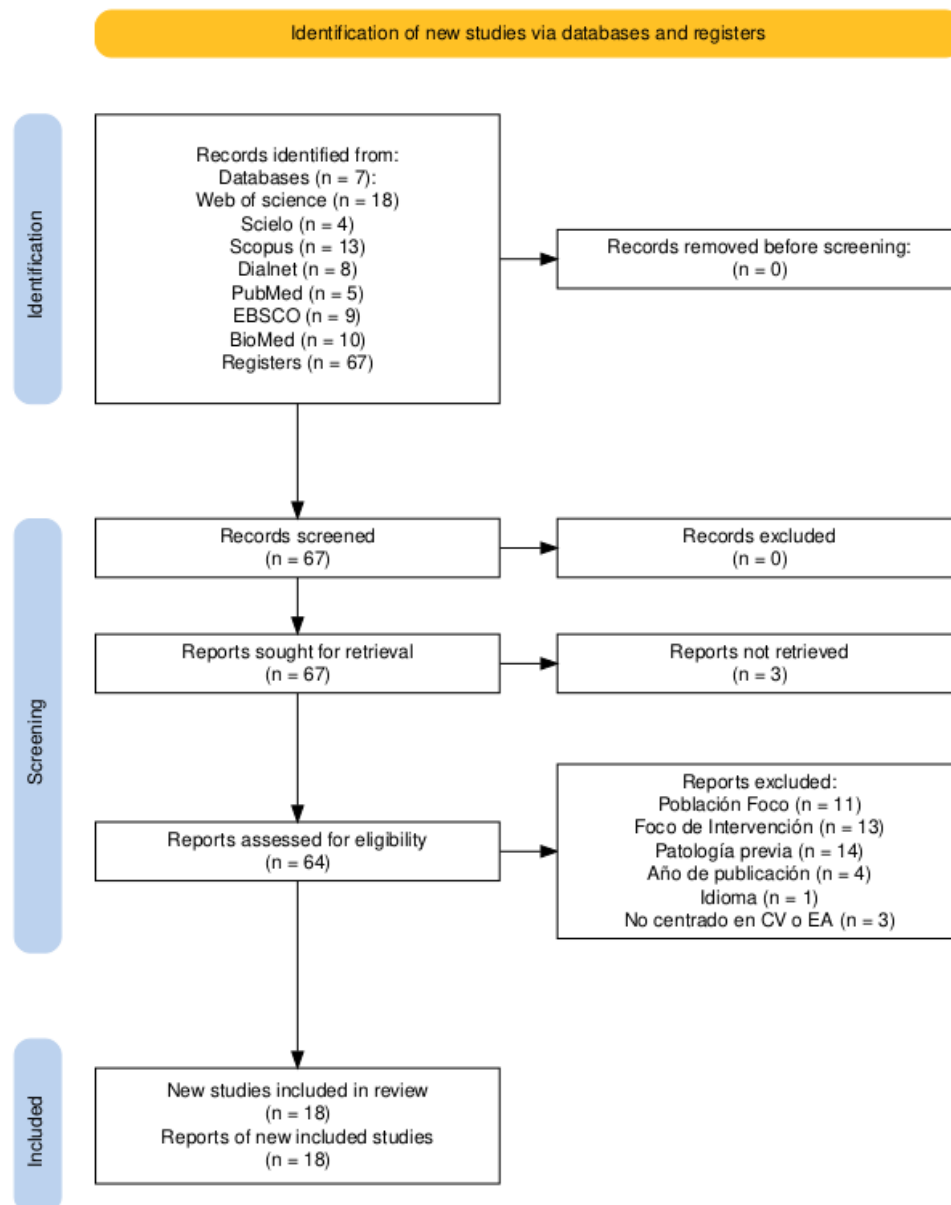 Identification of new studies via databases and registers
Identification
Records identified from:
Databases (n = 7):
Web of science (n = 18)
Scielo (n = 4)
Scopus (n = 13)
Dialnet (n = 8)
PubMed (n = 5)
EBSCO (n = 9)
BioMed (n = 10)
Registers (n = 67)
Records removed before screening:
(n = 0)
Screening
Records screened
(n = 67)
Records excluded
(n = 0)
Reports sought for retrieval
(n = 67)
Reports not retrieved
(n = 3)
Reports assessed for eligibility
(n = 64)
Reports excluded:
Población Foco (n = 11)
Foco de Intervención (n = 13)
Patología previa (n = 14)
Año de publicación (n = 4)
Idioma (n = 1)
No centrado en CV o EA (n = 3)
Included
New studies included in review
(n = 18)
Reports of new included studies
(n = 18)